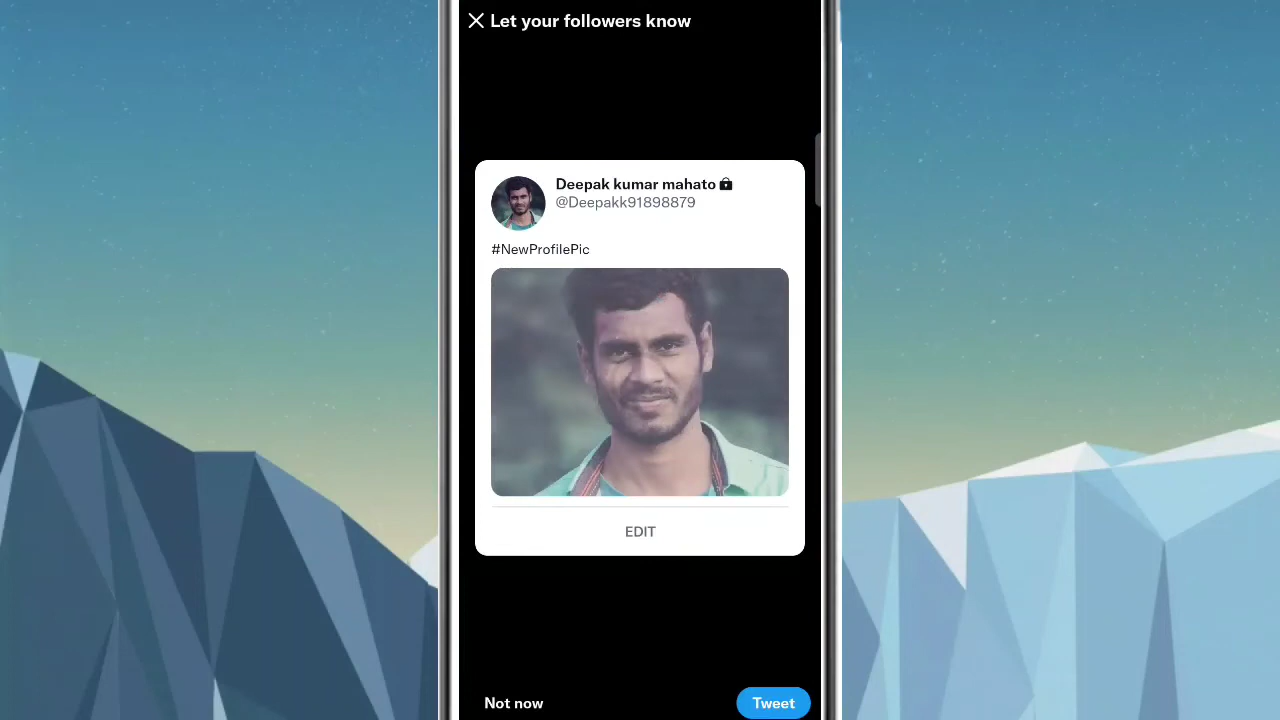 Let your followers know
Deepak kumar mahato
@Deepakk91898879
#NewProfilePic
EDIT
Not now
Tweet